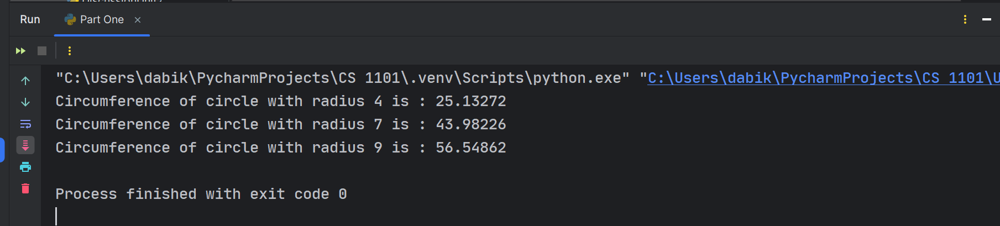 Run Part One
"C:\Users\dabik\PycharmProjects\CS 1101\.venv\Scripts\python.exe" "C:\Users\dabik\PycharmProjects\CS 1101\U
Circumference of circle with radius 4 is : 25.13272
Circumference of circle with radius 7 is : 43.98226
Circumference of circle with radius 9 is : 56.54862
Process finished with exit code 0